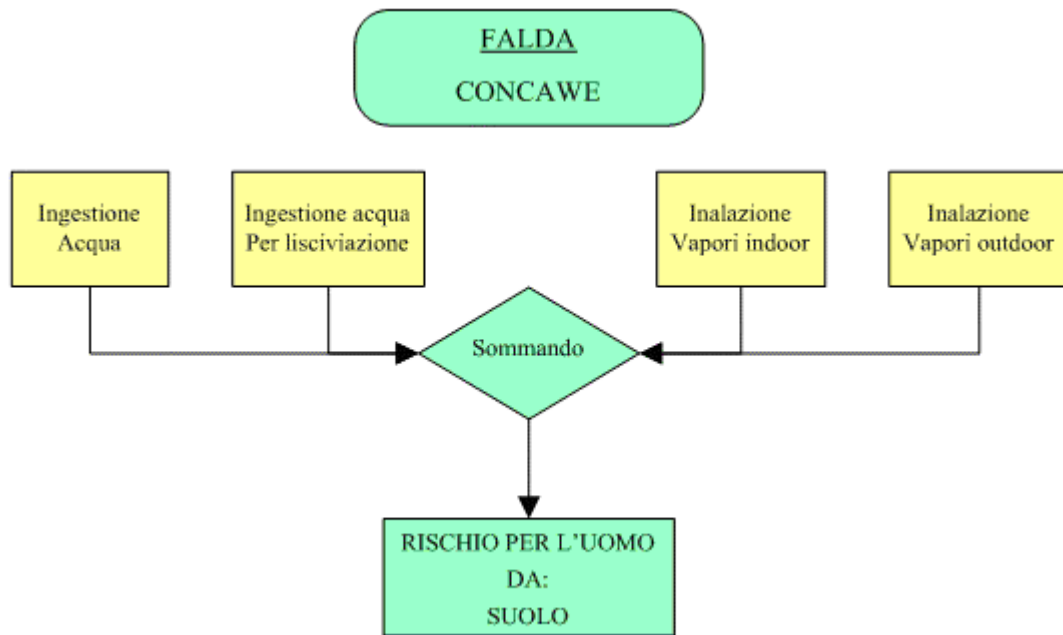 FALDA
CONCAWE
Ingestione
Acqua
Ingestione acqua
Per lisciviazione
Inalazione
Vapori indoor
Inalazione
Vapori outdoor
Sommando
RISCHIO PER L'UOMO
DA:
SUOLO